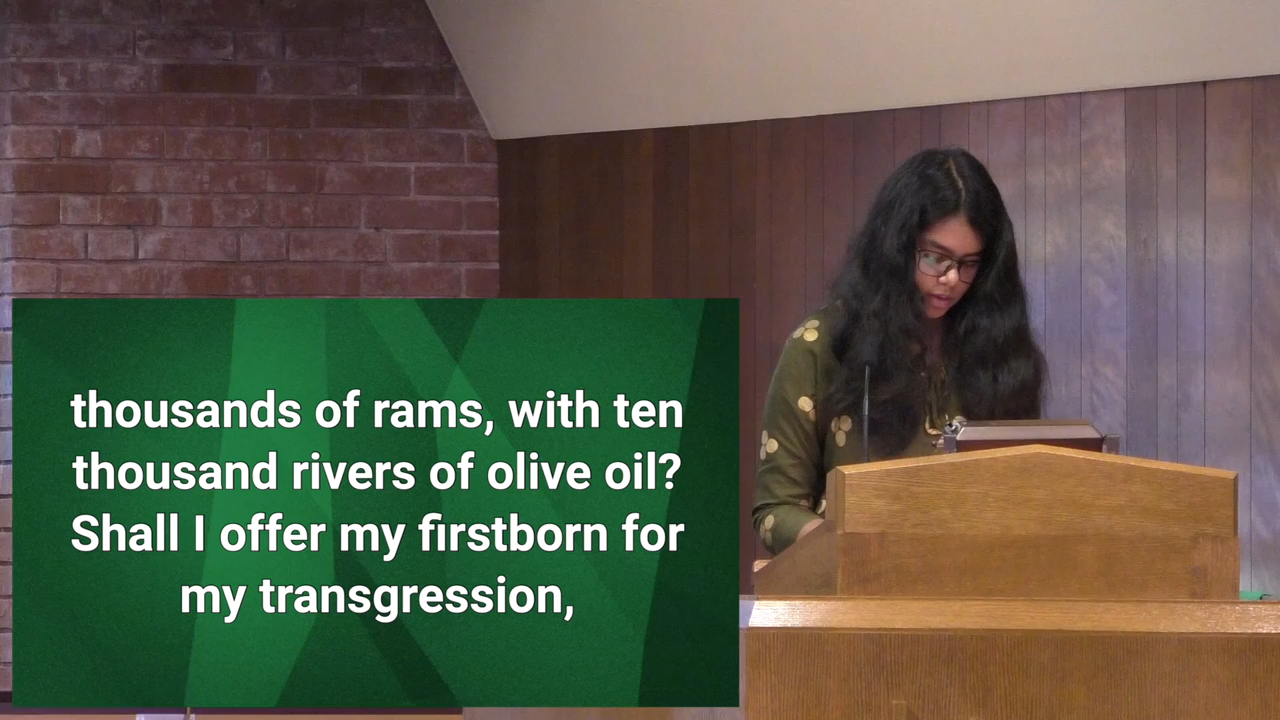 thousands of rams, with ten
thousand rivers of olive oil?
Shall I offer my firstborn for
my transgression,